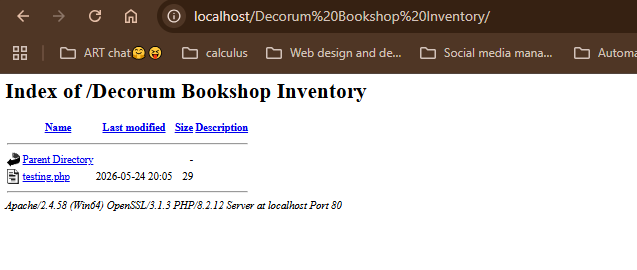 localhost/Decorum%20Bookshop%20Inventory/
ART chat🤗😝 calculus Web design and de... Social media mana... Automa
Index of /Decorum Bookshop Inventory
Name Last modified Size Description
Parent Directory -
testing.php 2026-05-24 20:05 29
Apache/2.4.58 (Win64) OpenSSL/3.1.3 PHP/8.2.12 Server at localhost Port 80